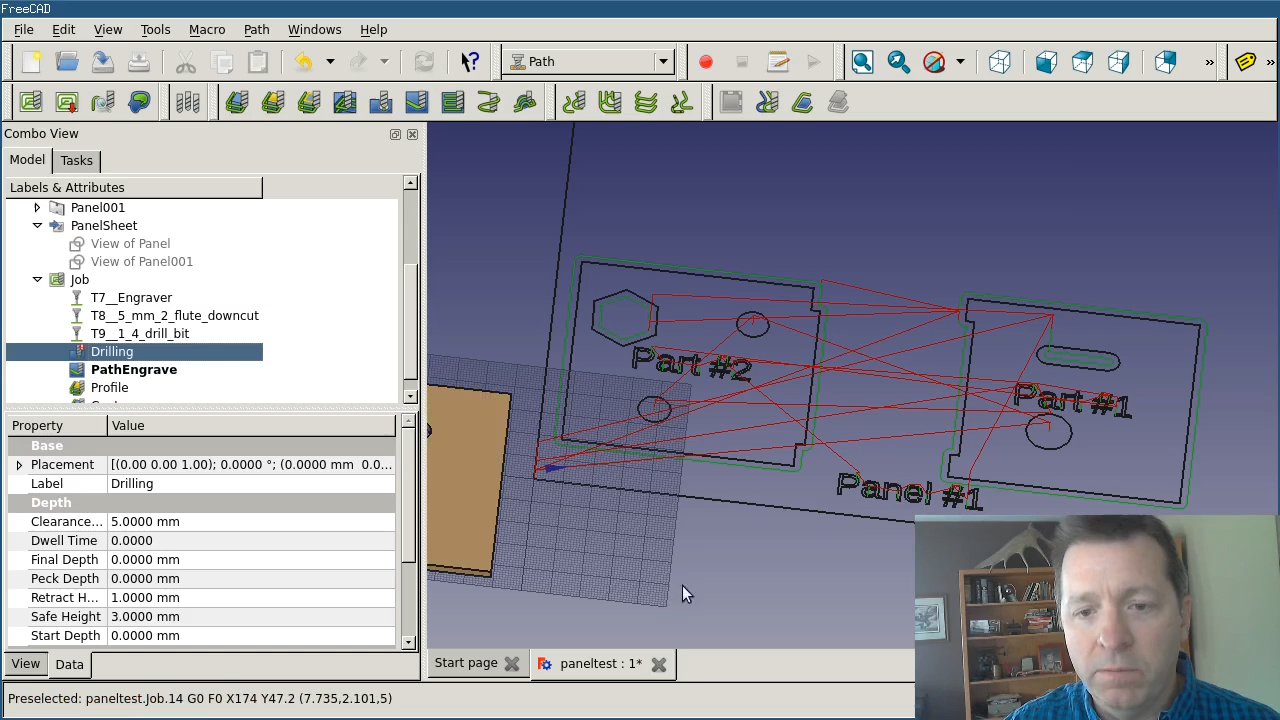 FreeCAD
File Edit View Tools Macro Path Windows Help
Path
Combo View
Model Tasks
Labels & Attributes
Panel001
PanelSheet
View of Panel
View of Panel001
Job
T7__Engraver
T8__5_mm_2_flute_downcut
T9__1_4_drill_bit
Drilling
PathEngrave
Profile
Property Value
Base
Placement [(0.00 0.00 1.00); 0.0000 °; (0.0000 mm 0.0...
Label Drilling
Depth
Clearance... 5.0000 mm
Dwell Time 0.0000
Final Depth 0.0000 mm
Peck Depth 0.0000 mm
Retract H... 1.0000 mm
Safe Height 3.0000 mm
Start Depth 0.0000 mm
View Data
Part #2
Part #1
Panel #1
Start page paneltest : 1*
Preselected: paneltest.Job.14 G0 F0 X174 Y47.2 (7.735,2.101,5)